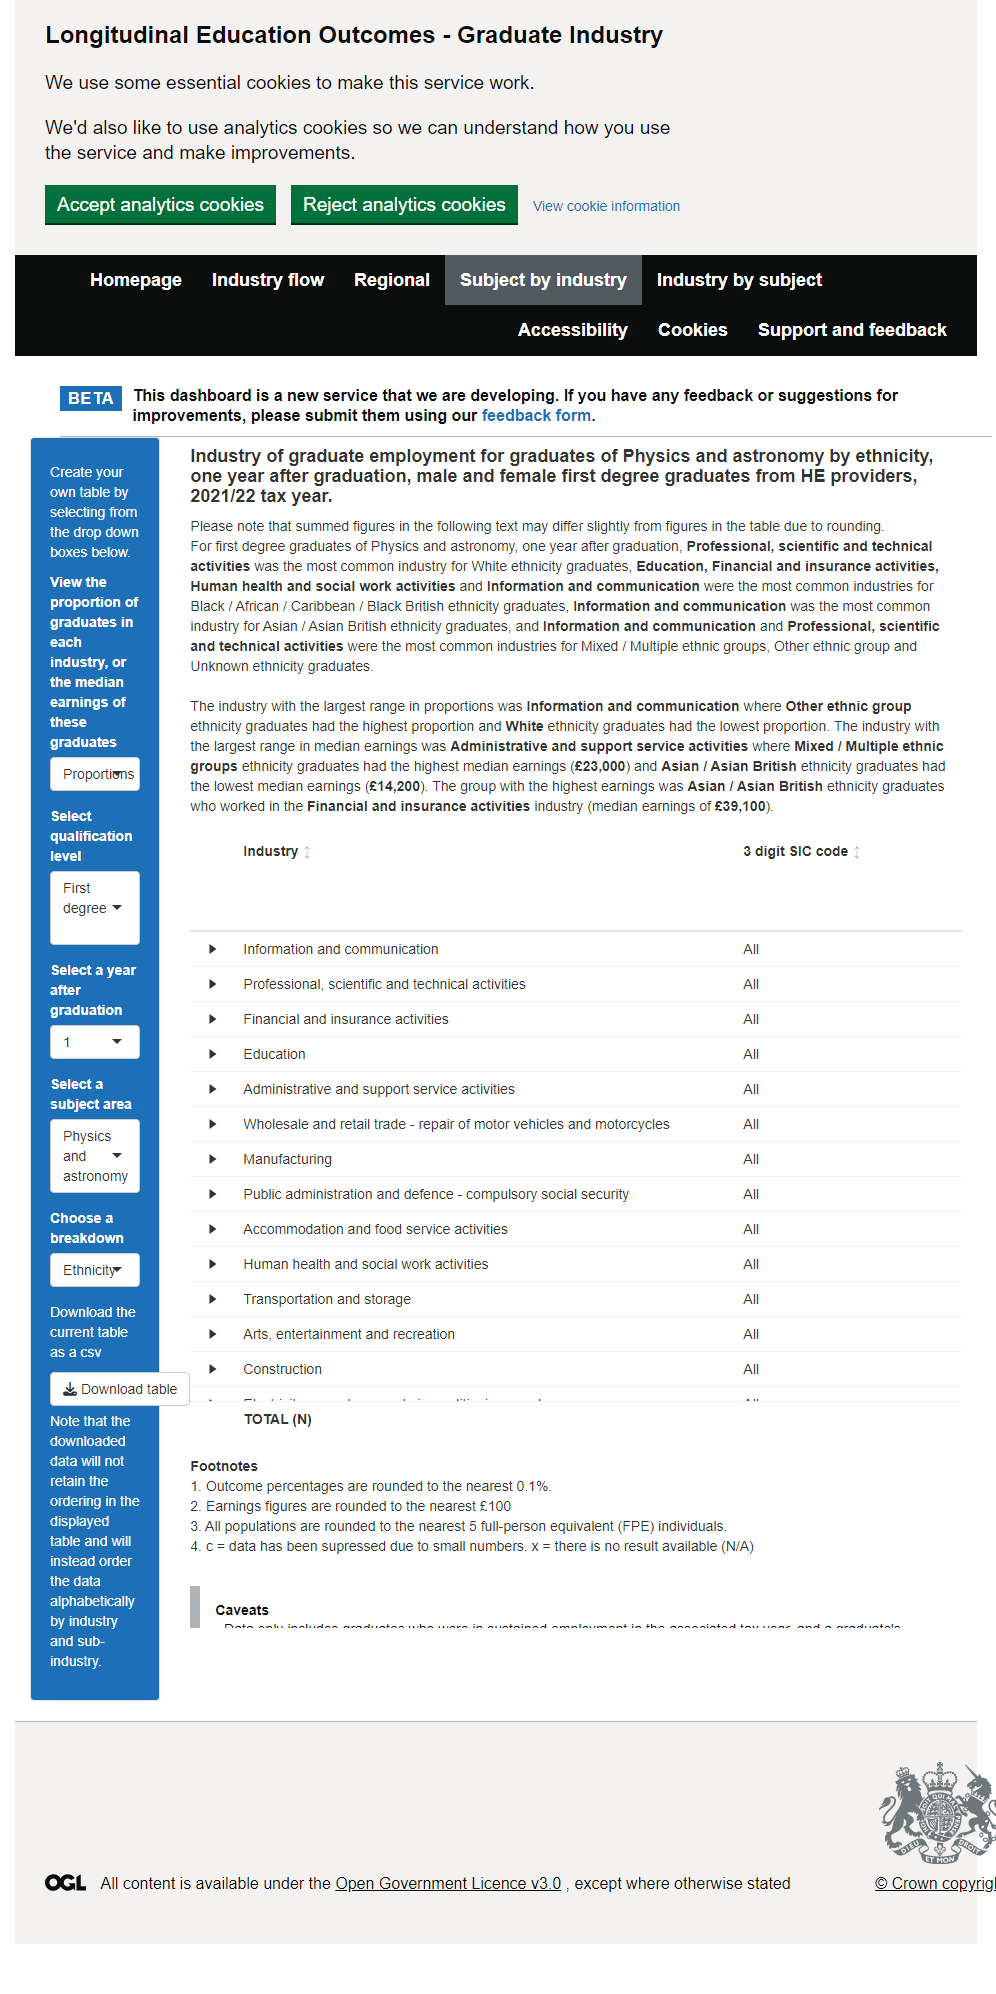 Longitudinal Education Outcomes - Graduate Industry
We use some essential cookies to make this service work.
We'd also like to use analytics cookies so we can understand how you use
the service and make improvements.
Accept analytics cookies Reject analytics cookies View cookie information
Homepage Industry flow Regional Subject by industry Industry by subject
Accessibility Cookies Support and feedback
BETA This dashboard is a new service that we are developing. If you have any feedback or suggestions for
improvements, please submit them using our feedback form.
Create your
own table by
selecting from
the drop down
boxes below.
View the
proportion of
graduates in
each
industry, or
the median
earnings of
these
graduates
Proportions
Select
qualification
level
First
degree
Select a year
after
graduation
1
Select a
subject area
Physics
and
astronomy
Choose a
breakdown
Ethnicity
Download the
current table
as a csv
Download table
Note that the
downloaded
data will not
retain the
ordering in the
displayed
table and will
instead order
the data
alphabetically
by industry
and sub-
industry.
Industry of graduate employment for graduates of Physics and astronomy by ethnicity,
one year after graduation, male and female first degree graduates from HE providers,
2021/22 tax year.
Please note that summed figures in the following text may differ slightly from figures in the table due to rounding.
For first degree graduates of Physics and astronomy, one year after graduation, Professional, scientific and technical
activities was the most common industry for White ethnicity graduates, Education, Financial and insurance activities,
Human health and social work activities and Information and communication were the most common industries for
Black / African / Caribbean / Black British ethnicity graduates, Information and communication was the most common
industry for Asian / Asian British ethnicity graduates, and Information and communication and Professional, scientific
and technical activities were the most common industries for Mixed / Multiple ethnic groups, Other ethnic group and
Unknown ethnicity graduates.
The industry with the largest range in proportions was Information and communication where Other ethnic group
ethnicity graduates had the highest proportion and White ethnicity graduates had the lowest proportion. The industry with
the largest range in median earnings was Administrative and support service activities where Mixed / Multiple ethnic
groups ethnicity graduates had the highest median earnings (£23,000) and Asian / Asian British ethnicity graduates had
the lowest median earnings (£14,200). The group with the highest earnings was Asian / Asian British ethnicity graduates
who worked in the Financial and insurance activities industry (median earnings of £39,100).
Industry 3 digit SIC code
Information and communication All
Professional, scientific and technical activities All
Financial and insurance activities All
Education All
Administrative and support service activities All
Wholesale and retail trade - repair of motor vehicles and motorcycles All
Manufacturing All
Public administration and defence - compulsory social security All
Accommodation and food service activities All
Human health and social work activities All
Transportation and storage All
Arts, entertainment and recreation All
Construction All
TOTAL (N)
Footnotes
1. Outcome percentages are rounded to the nearest 0.1%.
2. Earnings figures are rounded to the nearest £100
3. All populations are rounded to the nearest 5 full-person equivalent (FPE) individuals.
4. c = data has been supressed due to small numbers. x = there is no result available (N/A)
Caveats
Data only includes graduates who were in sustained employment in the associated tax year, and a graduate's
OGL All content is available under the Open Government Licence v3.0 , except where otherwise stated
© Crown copyrigh